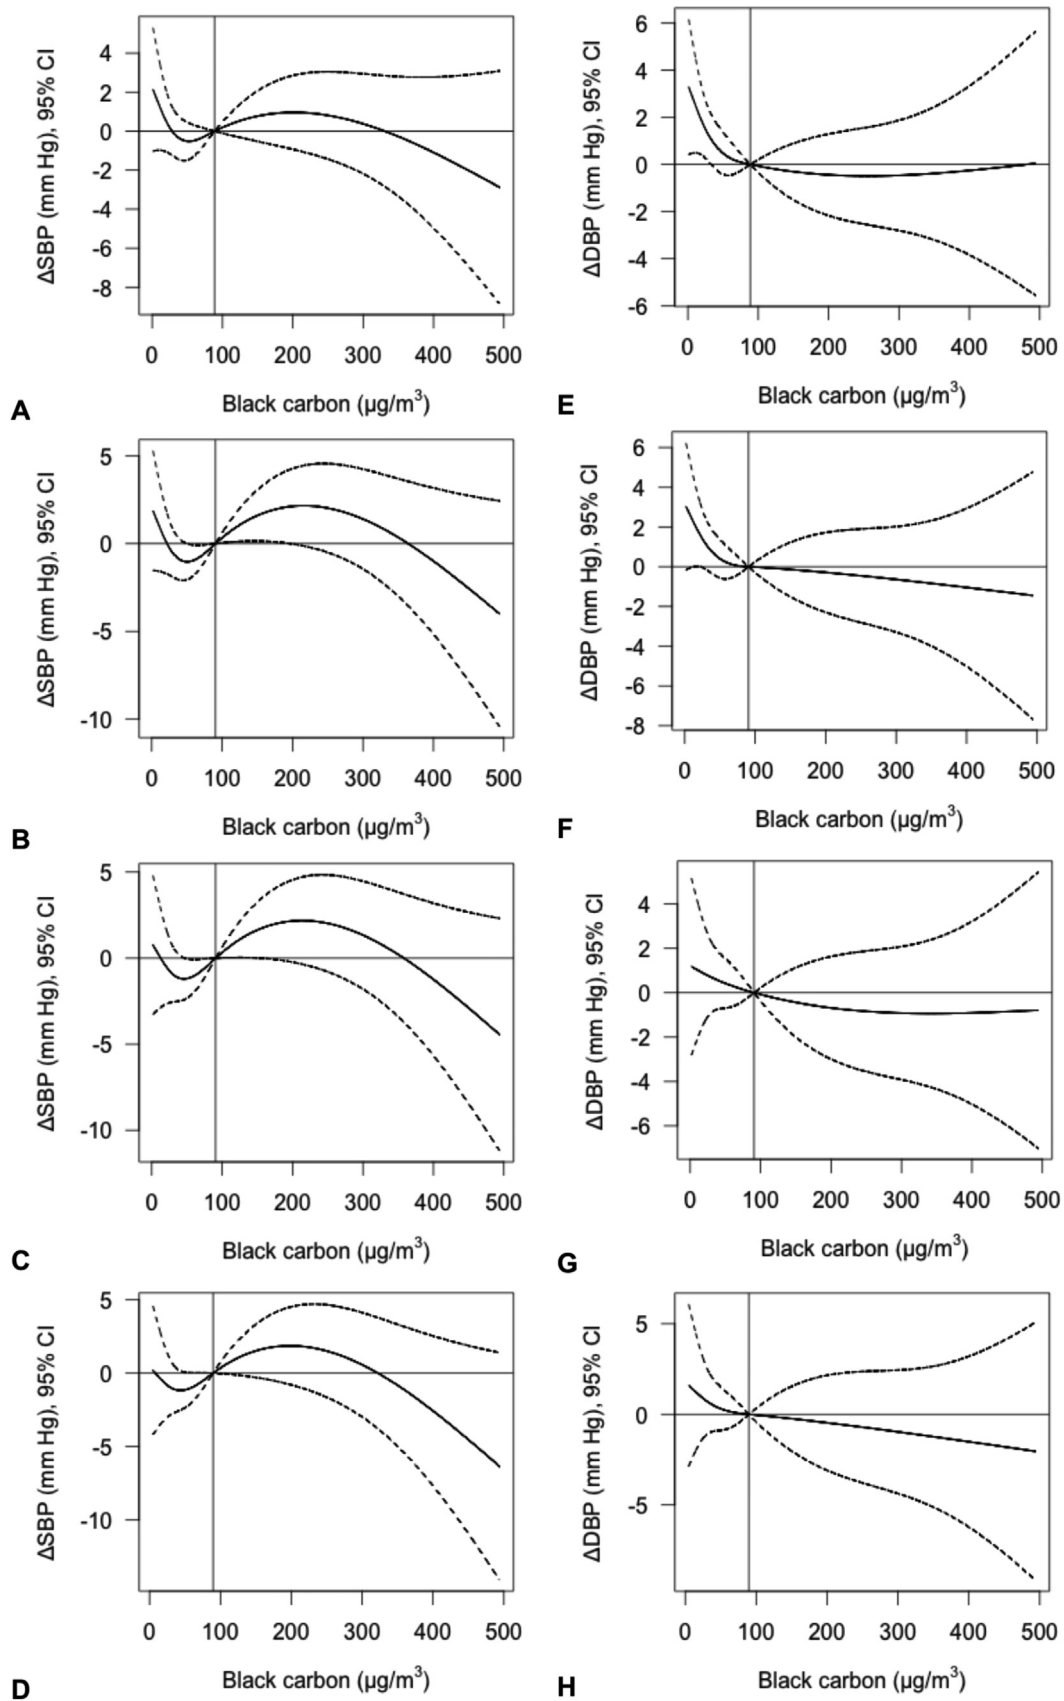 ΔSBP (mm Hg), 95% CI
4
2
0
-2
-4
-6
-8
0 100 200 300 400 500
Black carbon (µg/m³)
A
ΔDBP (mm Hg), 95% CI
6
4
2
0
-2
-4
-6
0 100 200 300 400 500
Black carbon (µg/m³)
E
ΔSBP (mm Hg), 95% CI
5
0
-5
-10
0 100 200 300 400 500
Black carbon (µg/m³)
B
ΔDBP (mm Hg), 95% CI
6
4
2
0
-2
-4
-6
-8
0 100 200 300 400 500
Black carbon (µg/m³)
F
ΔSBP (mm Hg), 95% CI
5
0
-5
-10
0 100 200 300 400 500
Black carbon (µg/m³)
C
ΔDBP (mm Hg), 95% CI
4
2
0
-2
-4
-6
0 100 200 300 400 500
Black carbon (µg/m³)
G
ΔSBP (mm Hg), 95% CI
5
0
-5
-10
0 100 200 300 400 500
Black carbon (µg/m³)
D
ΔDBP (mm Hg), 95% CI
5
0
-5
0 100 200 300 400 500
Black carbon (µg/m³)
H